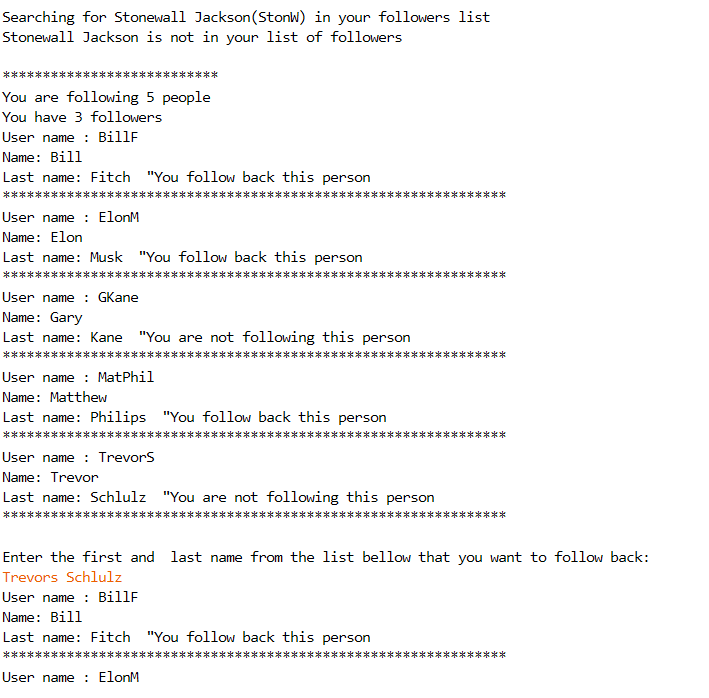 Searching for Stonewall Jackson(StonW) in your followers list
Stonewall Jackson is not in your list of followers
***************************
You are following 5 people
You have 3 followers
User name : BillF
Name: Bill
Last name: Fitch  "You follow back this person
***************************************************************
User name : ElonM
Name: Elon
Last name: Musk  "You follow back this person
***************************************************************
User name : GKane
Name: Gary
Last name: Kane  "You are not following this person
***************************************************************
User name : MatPhil
Name: Matthew
Last name: Philips  "You follow back this person
***************************************************************
User name : TrevorS
Name: Trevor
Last name: Schlulz  "You are not following this person
***************************************************************
Enter the first and  last name from the list bellow that you want to follow back:
Trevors Schlulz
User name : BillF
Name: Bill
Last name: Fitch  "You follow back this person
***************************************************************
User name : ElonM